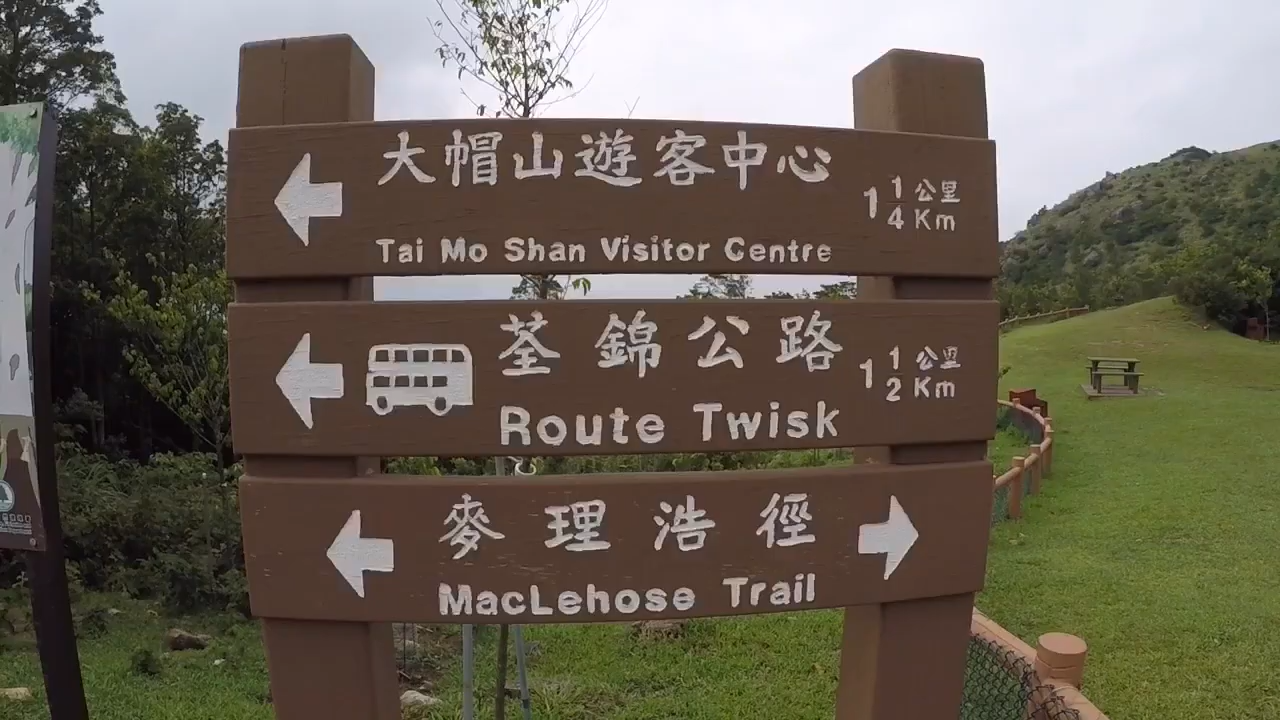 大帽山遊客中心
1 1/4 公里
Km
Tai Mo Shan Visitor Centre
荃錦公路
1 1/2 公里
Km
Route Twisk
麥理浩徑
MacLehose Trail